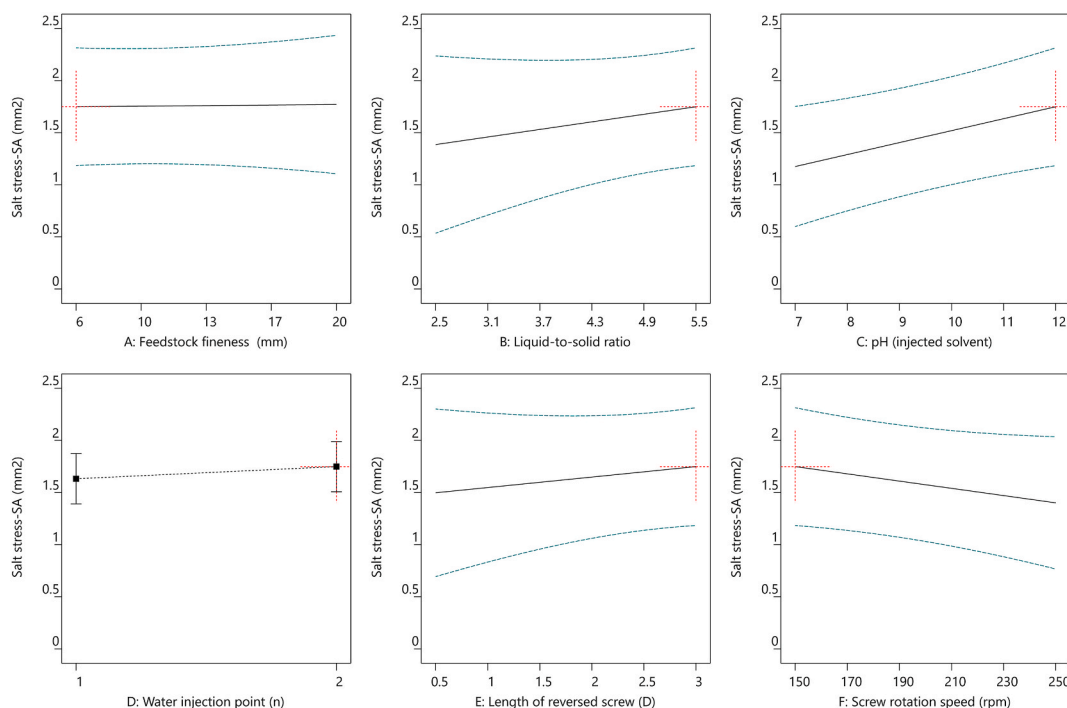 2.5
2
1.5
1
0.5
0
Salt stress-SA (mm2)
6 10 13 17 20
A: Feedstock fineness (mm)
2.5
2
1.5
1
0.5
0
Salt stress-SA (mm2)
2.5 3.1 3.7 4.3 4.9 5.5
B: Liquid-to-solid ratio
2.5
2
1.5
1
0.5
0
Salt stress-SA (mm2)
7 8 9 10 11 12
C: pH (injected solvent)
2.5
2
1.5
1
0.5
0
Salt stress-SA (mm2)
1 2
D: Water injection point (n)
2.5
2
1.5
1
0.5
0
Salt stress-SA (mm2)
0.5 1 1.5 2 2.5 3
E: Length of reversed screw (D)
2.5
2
1.5
1
0.5
0
Salt stress-SA (mm2)
150 170 190 210 230 250
F: Screw rotation speed (rpm)